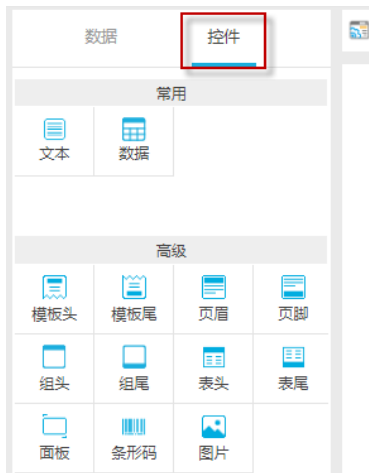 数据 控件
常用
文本 数据
高级
模板头 模板尾 页眉 页脚
组头 组尾 表头 表尾
面板 条形码 图片